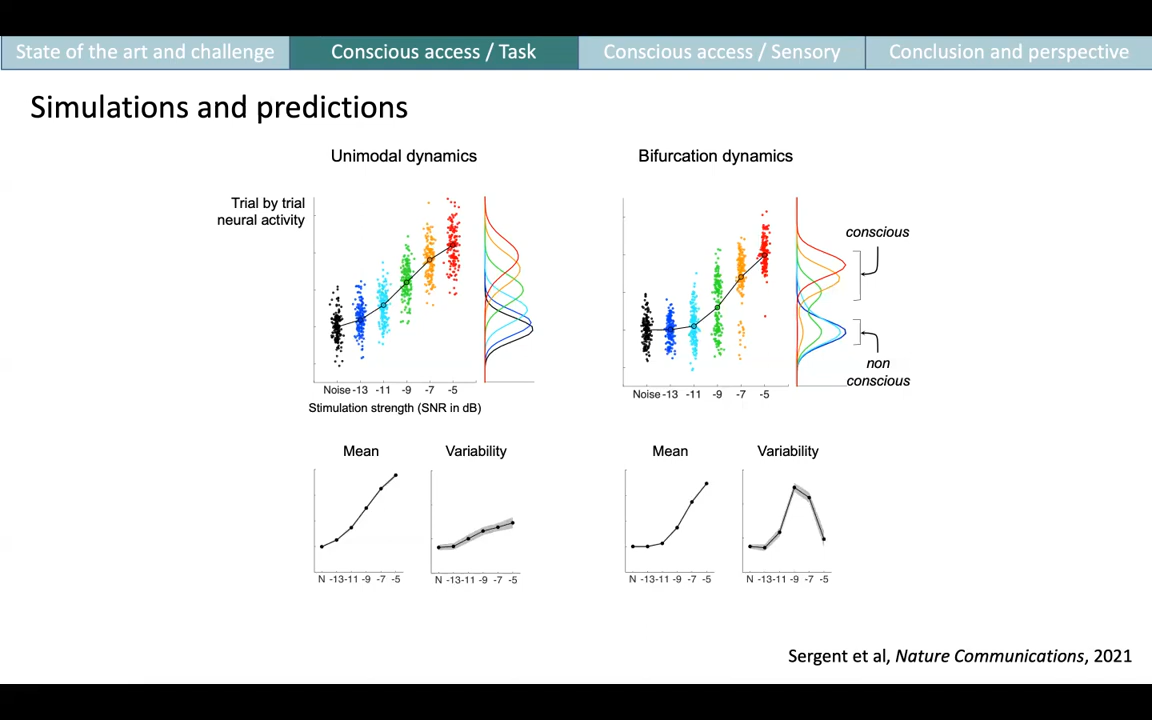 State of the art and challenge
Conscious access / Task
Conscious access / Sensory
Conclusion and perspective
Simulations and predictions
Unimodal dynamics
Trial by trial
neural activity
Noise -13 -11 -9 -7 -5
Stimulation strength (SNR in dB)
Bifurcation dynamics
conscious
non
conscious
Noise -13 -11 -9 -7 -5
Mean
N -13 -11 -9 -7 -5
Variability
N -13 -11 -9 -7 -5
Mean
N -13 -11 -9 -7 -5
Variability
N -13 -11 -9 -7 -5
Sergent et al, Nature Communications, 2021